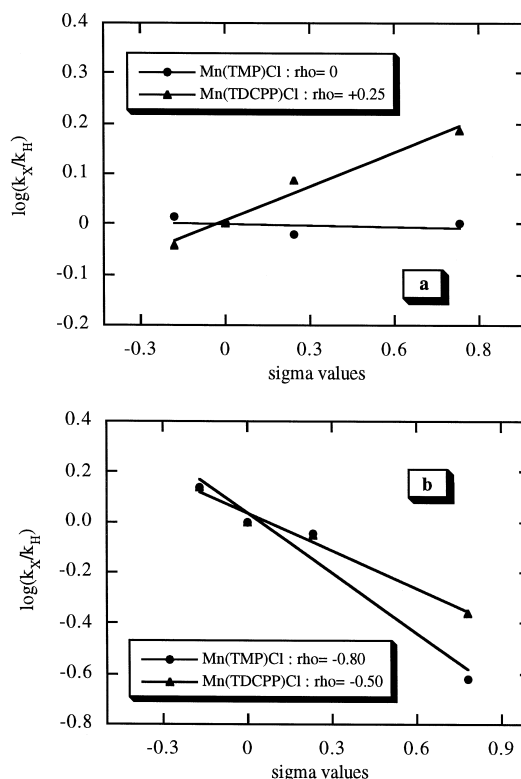 0.4
0.3
Mn(TMP)Cl : rho= 0
Mn(TDCPP)Cl : rho= +0.25
0.2
0.1
0
-0.1
-0.2
log(kX/kH)
a
-0.3 0 0.3 0.6 0.8
sigma values
0.4
0.2
0.0
-0.2
-0.4
-0.6
-0.8
log(kX/kH)
b
Mn(TMP)Cl : rho= -0.80
Mn(TDCPP)Cl : rho= -0.50
-0.3 0 0.3 0.6 0.9
sigma values